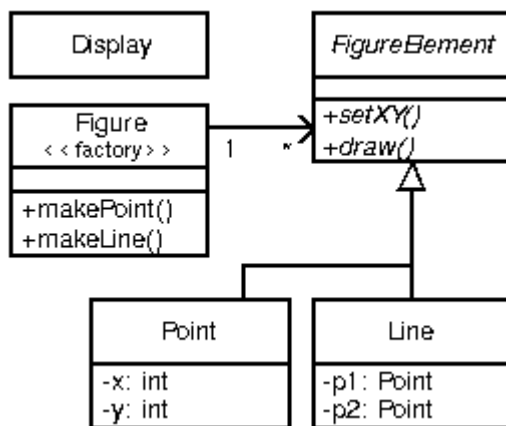 Display
FigureElement
+setXY()
+draw()
Figure
<<factory>>
+makePoint()
+makeLine()
1
*
Point
-x: int
-y: int
Line
-p1: Point
-p2: Point